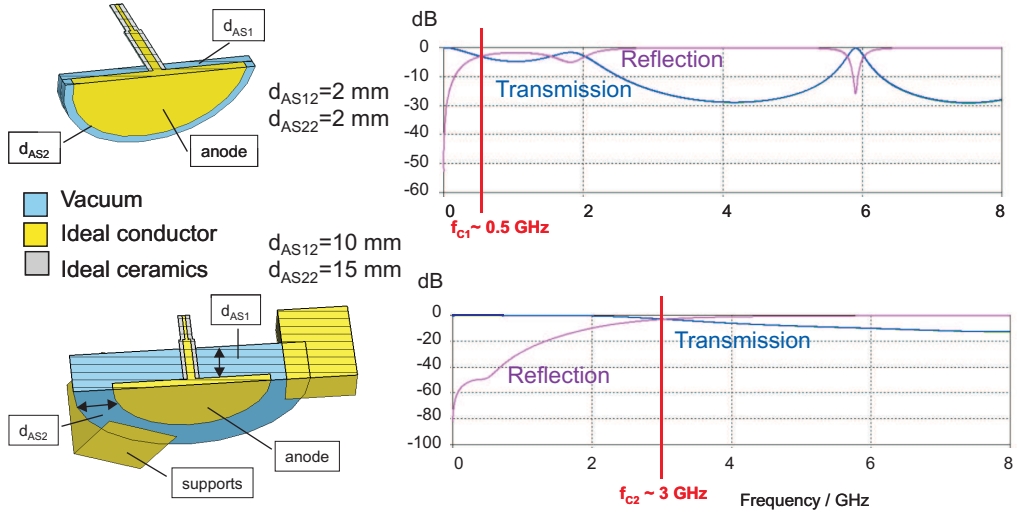 dAS1
dAS12=2 mm
dAS22=2 mm
dAS2
anode
Vacuum
Ideal conductor
Ideal ceramics
dB
0
-10
-20
-30
-40
-50
-60
Reflection
Transmission
0
2
4
6
8
fC1~ 0.5 GHz
dAS12=10 mm
dAS22=15 mm
dAS1
dAS2
anode
supports
dB
0
-20
-40
-60
-80
-100
Transmission
Reflection
0
2
4
6
8
fC2 ~ 3 GHz
Frequency / GHz